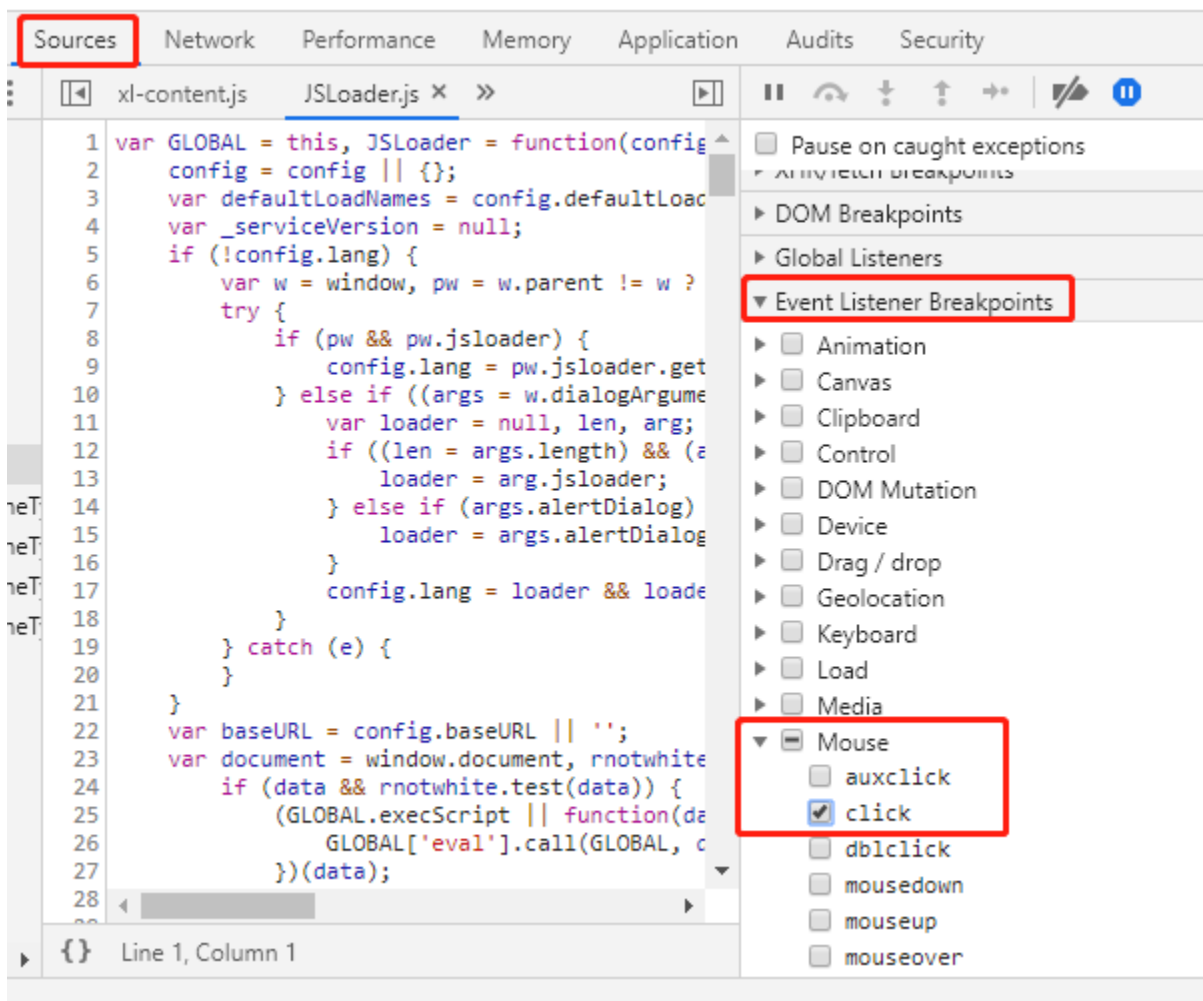 Sources Network Performance Memory Application Audits Security
xl-content.js JSLoader.js × »
Pause on caught exceptions
XHR/fetch Breakpoints
DOM Breakpoints
Global Listeners
Event Listener Breakpoints
Animation
Canvas
Clipboard
Control
DOM Mutation
Device
Drag / drop
Geolocation
Keyboard
Load
Media
Mouse
auxclick
click
dblclick
mousedown
mouseup
mouseover
1 var GLOBAL = this, JSLoader = function(config
2 config = config || {};
3 var defaultLoadNames = config.defaultLoad
4 var _serviceVersion = null;
5 if (!config.lang) {
6 var w = window, pw = w.parent != w ?
7 try {
8 if (pw && pw.jsloader) {
9 config.lang = pw.jsloader.get
10 } else if ((args = w.dialogArgume
11 var loader = null, len, arg;
12 if ((len = args.length) && (a
13 loader = arg.jsloader;
14 } else if (args.alertDialog)
15 loader = args.alertDialog
16 }
17 config.lang = loader && loade
18 }
19 } catch (e) {
20 }
21 }
22 var baseURL = config.baseURL || '';
23 var document = window.document, rnotwhite
24 if (data && rnotwhite.test(data)) {
25 (GLOBAL.execScript || function(da
26 GLOBAL['eval'].call(GLOBAL, d
27 })(data);
28
{} Line 1, Column 1